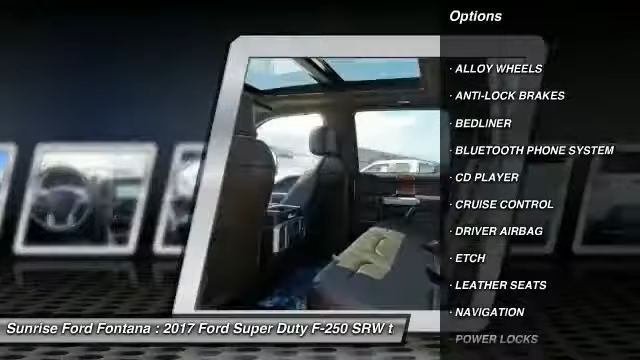 Options
· ALLOY WHEELS
· ANTI-LOCK BRAKES
· BEDLINER
· BLUETOOTH PHONE SYSTEM
· CD PLAYER
· CRUISE CONTROL
· DRIVER AIRBAG
· ETCH
· LEATHER SEATS
· NAVIGATION
· POWER LOCKS
Sunrise Ford Fontana : 2017 Ford Super Duty F-250 SRW t